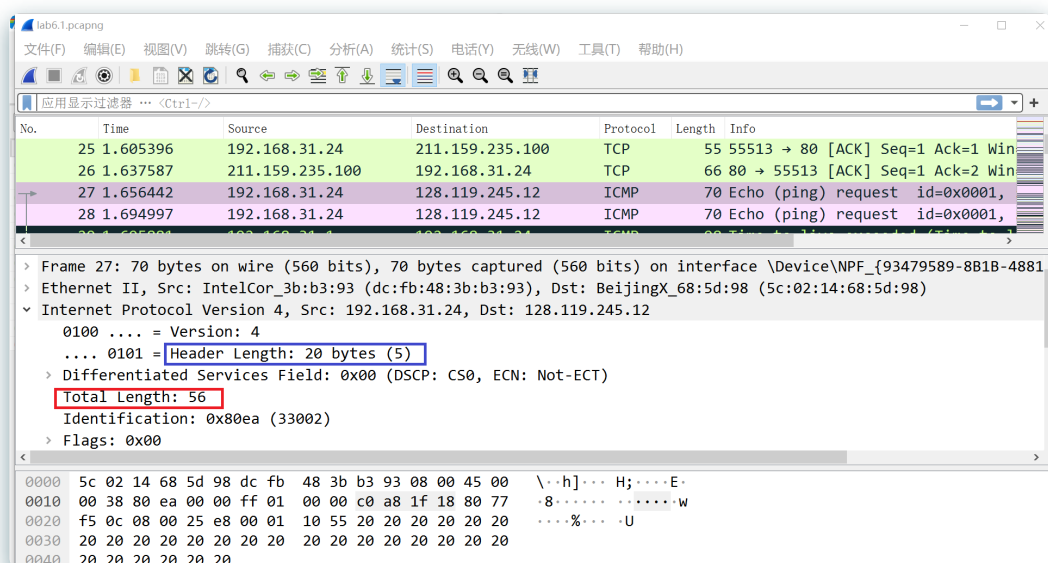 lab6.1.pcapng
文件(F) 编辑(E) 视图(V) 跳转(G) 捕获(C) 分析(A) 统计(S) 电话(Y) 无线(W) 工具(T) 帮助(H)
应用显示过滤器 … <Ctrl-/>
No. Time Source Destination Protocol Length Info
25 1.605396 192.168.31.24 211.159.235.100 TCP 55 55513 → 80 [ACK] Seq=1 Ack=1 Win
26 1.637587 211.159.235.100 192.168.31.24 TCP 66 80 → 55513 [ACK] Seq=1 Ack=2 Win
27 1.656442 192.168.31.24 128.119.245.12 ICMP 70 Echo (ping) request id=0x0001,
28 1.694997 192.168.31.24 128.119.245.12 ICMP 70 Echo (ping) request id=0x0001,
Frame 27: 70 bytes on wire (560 bits), 70 bytes captured (560 bits) on interface \Device\NPF_{93479589-8B1B-4881
Ethernet II, Src: IntelCor_3b:b3:93 (dc:fb:48:3b:b3:93), Dst: BeijingX_68:5d:98 (5c:02:14:68:5d:98)
Internet Protocol Version 4, Src: 192.168.31.24, Dst: 128.119.245.12
0100 .... = Version: 4
.... 0101 = Header Length: 20 bytes (5)
Differentiated Services Field: 0x00 (DSCP: CS0, ECN: Not-ECT)
Total Length: 56
Identification: 0x80ea (33002)
Flags: 0x00
0000 5c 02 14 68 5d 98 dc fb 48 3b b3 93 08 00 45 00 \··h]··· H;····E·
0010 00 38 80 ea 00 00 ff 01 00 00 c0 a8 1f 18 80 77 ·8······ ·······w
0020 f5 0c 08 00 25 e8 00 01 10 55 20 20 20 20 20 20 ····%··· ·U
0030 20 20 20 20 20 20 20 20 20 20 20 20 20 20 20 20
0040 20 20 20 20 20 20